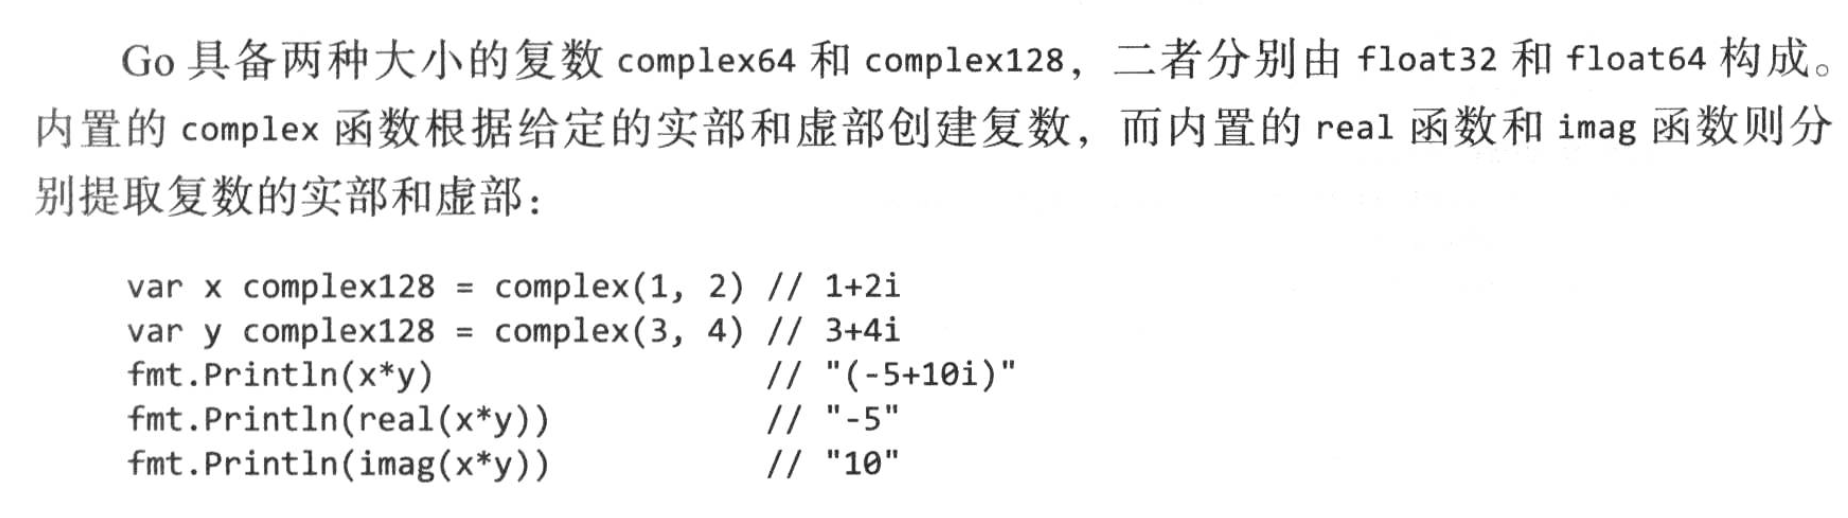 Go 具备两种大小的复数 complex64 和 complex128，二者分别由 float32 和 float64 构成。
内置的 complex 函数根据给定的实部和虚部创建复数，而内置的 real 函数和 imag 函数则分
别提取复数的实部和虚部：
var x complex128 = complex(1, 2) // 1+2i
var y complex128 = complex(3, 4) // 3+4i
fmt.Println(x*y)                 // "(-5+10i)"
fmt.Println(real(x*y))           // "-5"
fmt.Println(imag(x*y))           // "10"